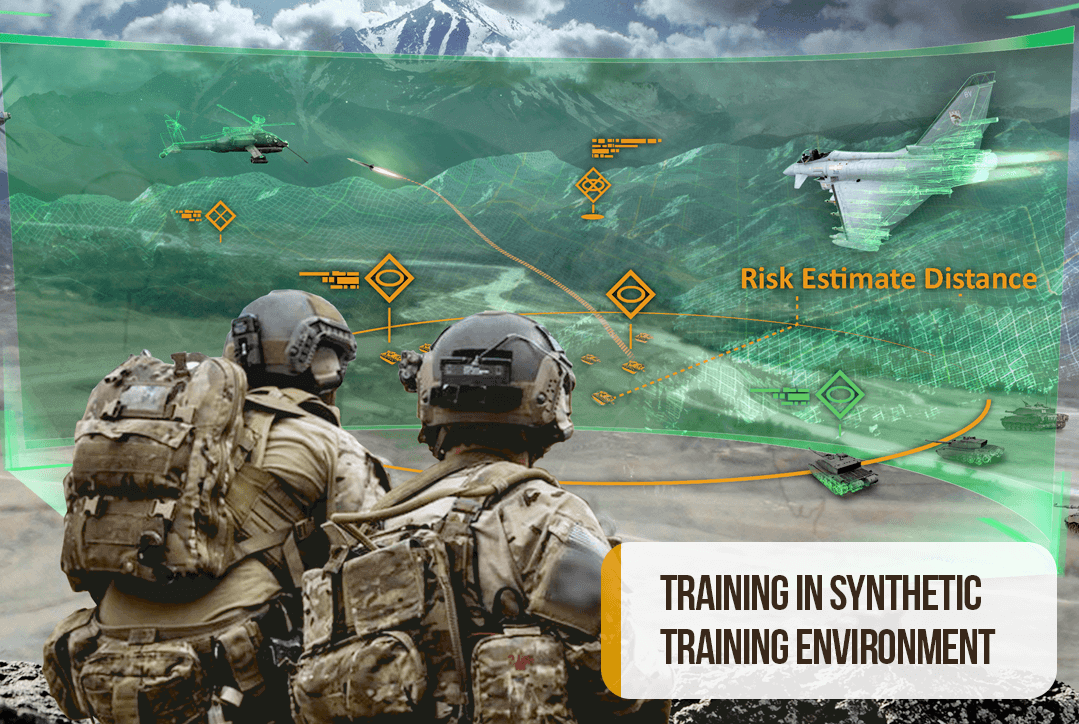 Risk Estimate Distance
TRAINING IN SYNTHETIC
TRAINING ENVIRONMENT